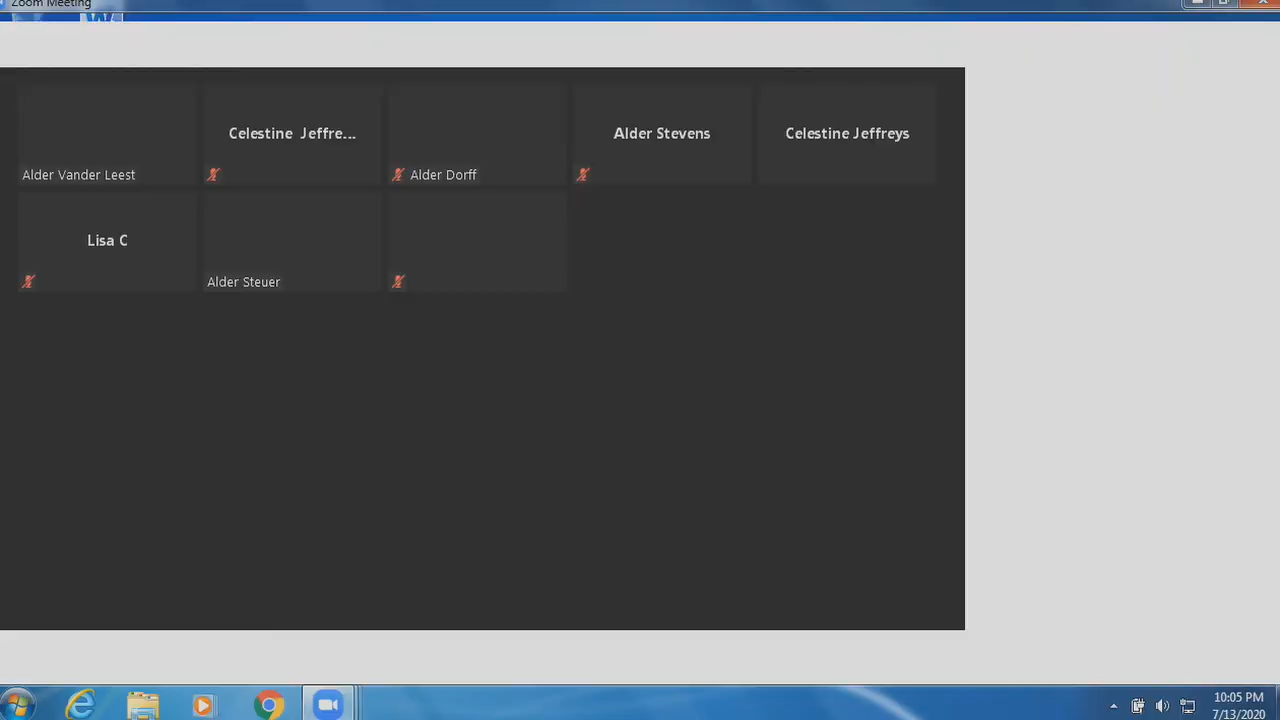 Zoom Meeting
Celestine Jeffre...
Alder Stevens
Celestine Jeffreys
Alder Vander Leest
Alder Dorff
Lisa C
Alder Steuer
10:05 PM
7/13/2020